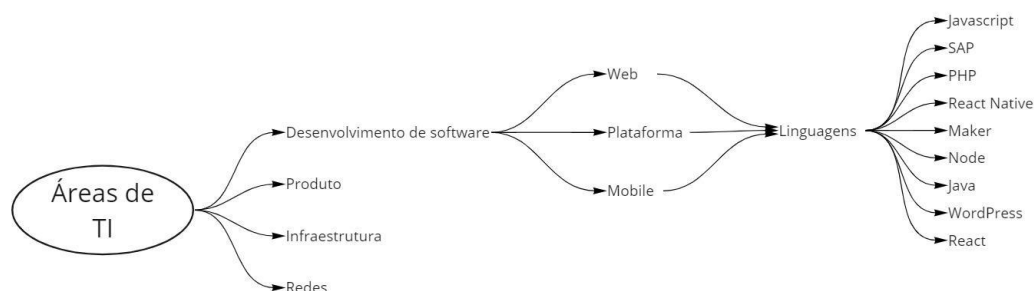 Áreas de
TI
Desenvolvimento de software
Produto
Infraestrutura
Redes
Web
Plataforma
Mobile
Linguagens
Javascript
SAP
PHP
React Native
Maker
Node
Java
WordPress
React